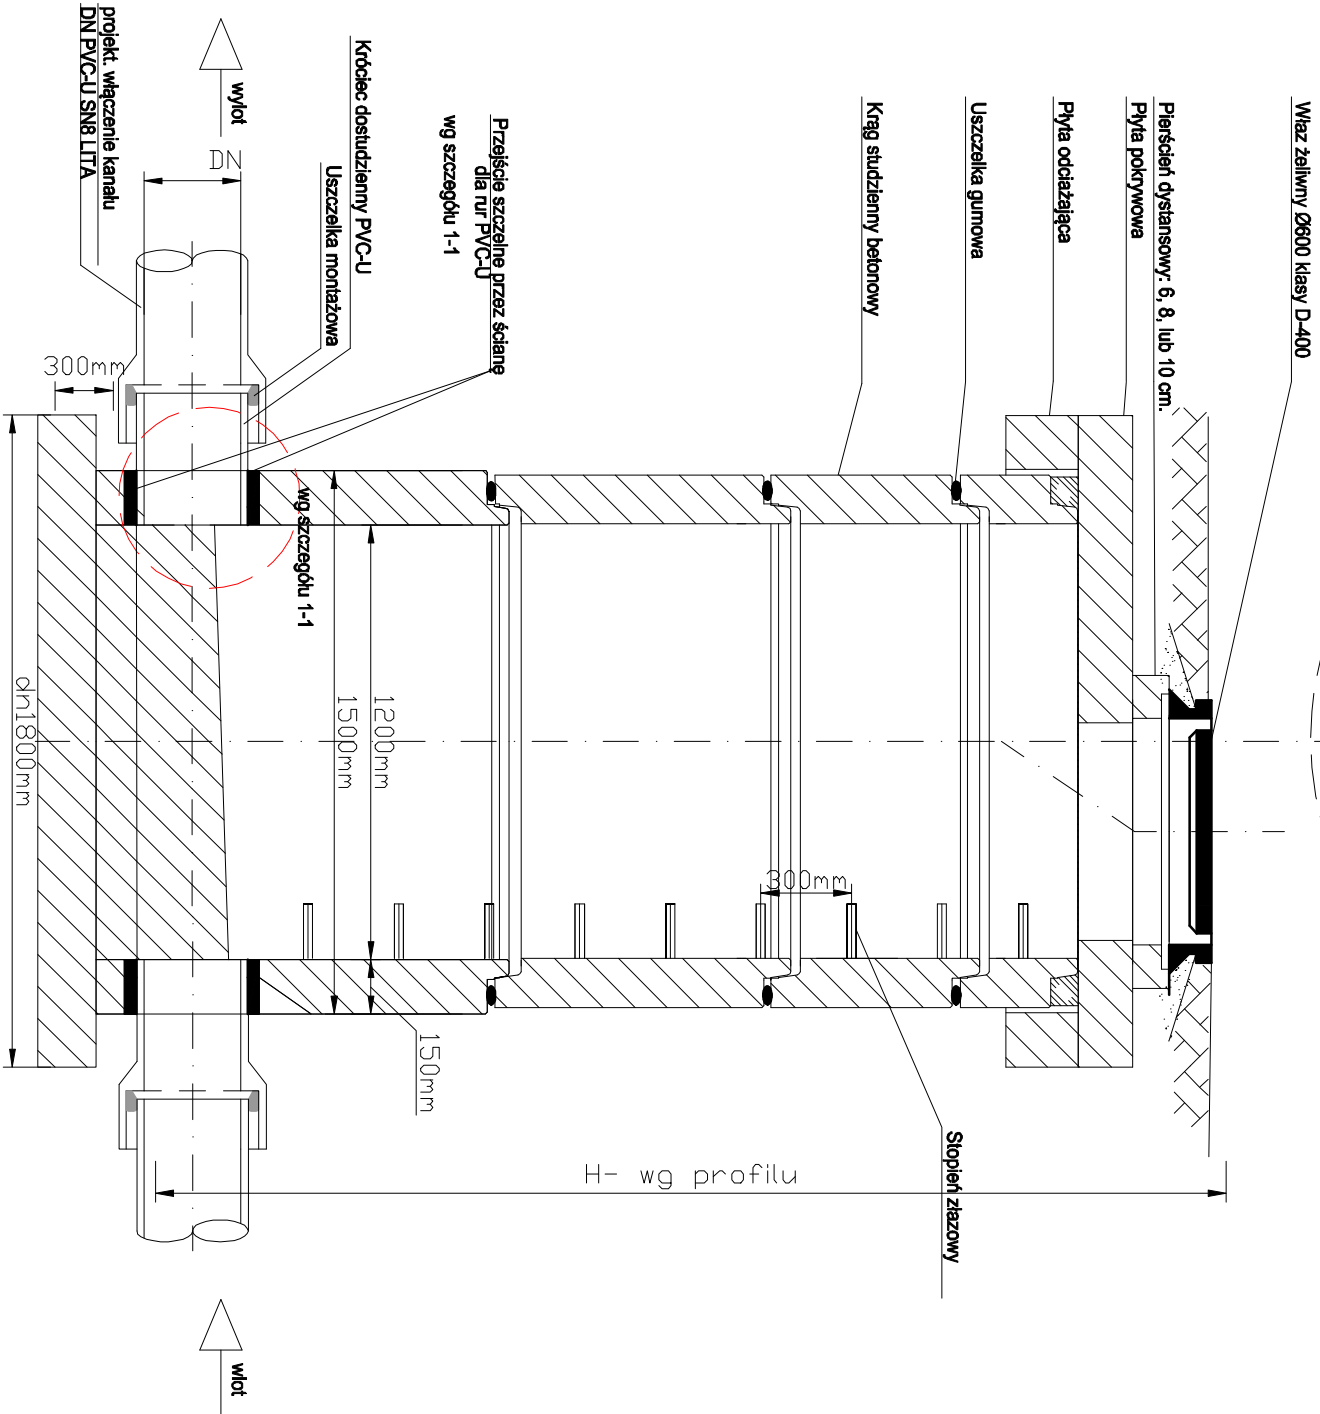 Właz żeliwny Ø600 klasy D-400
Pierścień dystansowy: 6, 8, lub 10 cm.
Płyta pokrywowa
Płyta odciażająca
Uszczelka gumowa
Krąg studzienny betonowy
Przejście szczelne przez ścianę
dla rur PVC-U
wg szczegółu 1-1
Króciec dostudzienny PVC-U
Uszczelka montażowa
wylot
DN
projekt. włączenie kanału
DN PVC-U SN8 LITA
300mm
wg szczegółu 1-1
1200mm
1500mm
dn1800mm
300mm
150mm
Stopień złazowy
H- wg profilu
wlot